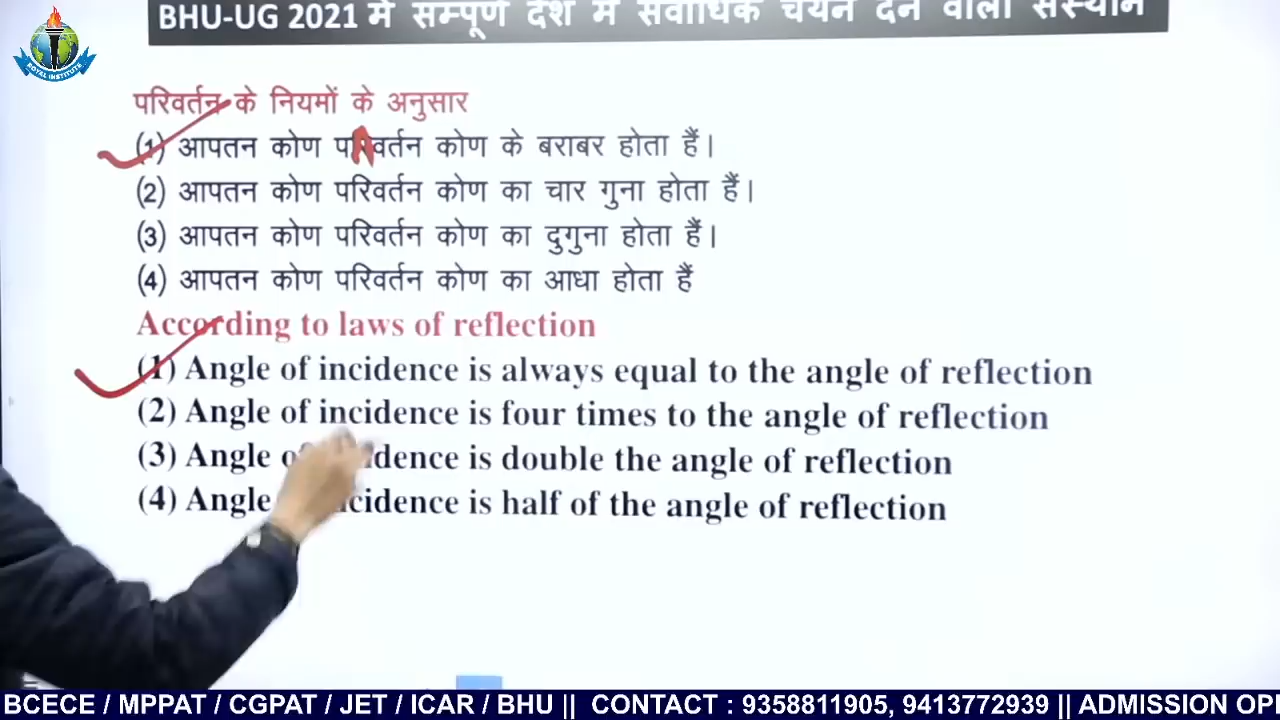 BHU-UG 2021 में सम्पूर्ण देश में सर्वाधिक चयन देने वाला संस्थान
ROYAL INSTITUTE
परिवर्तन के नियमों के अनुसार
(1) आपतन कोण परिवर्तन कोण के बराबर होता हैं।
(2) आपतन कोण परिवर्तन कोण का चार गुना होता हैं।
(3) आपतन कोण परिवर्तन कोण का दुगुना होता हैं।
(4) आपतन कोण परिवर्तन कोण का आधा होता हैं
According to laws of reflection
(1) Angle of incidence is always equal to the angle of reflection
(2) Angle of incidence is four times to the angle of reflection
(3) Angle of incidence is double the angle of reflection
(4) Angle incidence is half of the angle of reflection
BCECE / MPPAT / CGPAT / JET / ICAR / BHU || CONTACT : 9358811905, 9413772939 || ADMISSION OP